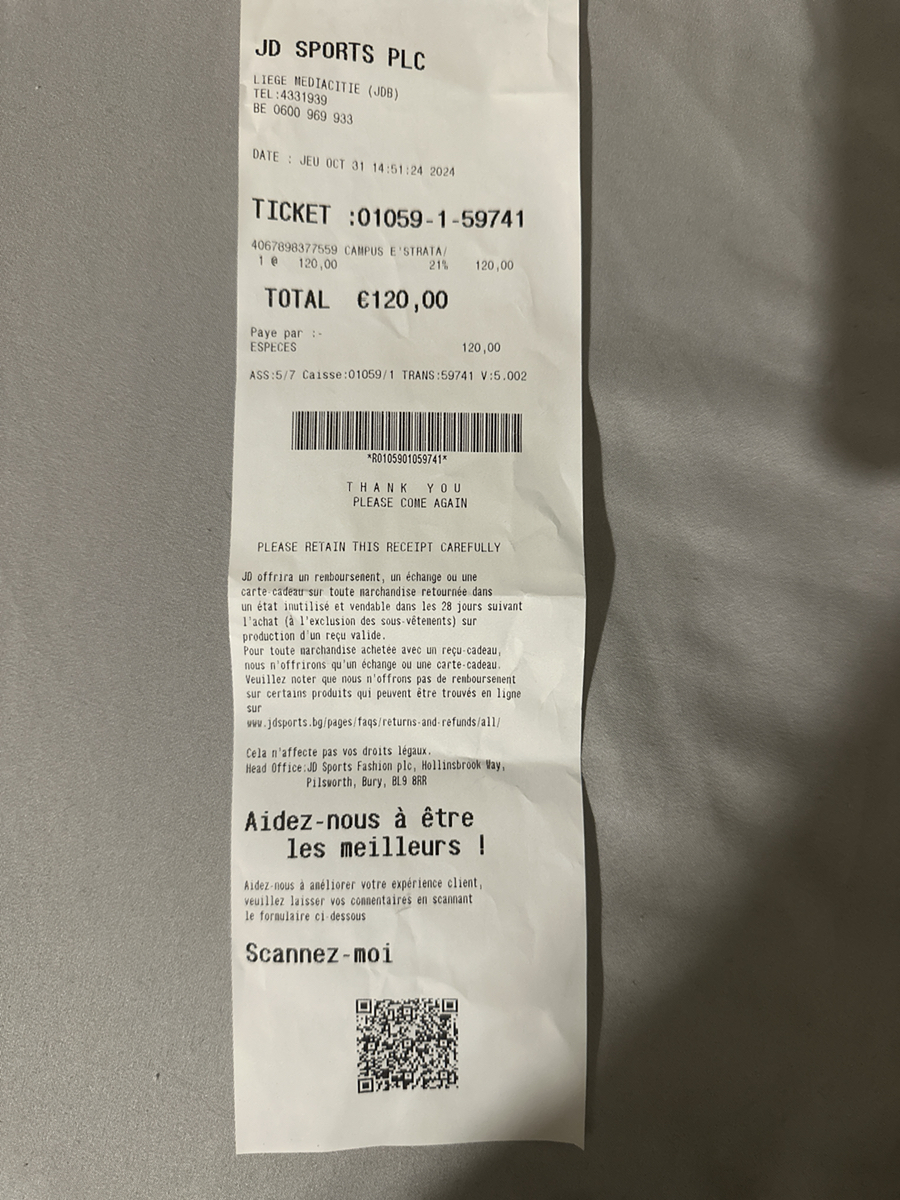 JD SPORTS PLC
LIEGE MEDIACITIE (JDB)
TEL:4331939
BE 0600 969 933
DATE : JEU OCT 31 14:51:24 2024
TICKET :01059-1-59741
4067898377559 CAMPUS E'STRATA/
1 @ 120,00 21% 120,00
TOTAL €120,00
Paye par :-
ESPECES 120,00
ASS:5/7 Caisse:01059/1 TRANS:59741 V:5.002
*R0105901059741*
THANK YOU
PLEASE COME AGAIN
PLEASE RETAIN THIS RECEIPT CAREFULLY
JD offrira un remboursement, un échange ou une
carte-cadeau sur toute marchandise retournée dans
un état inutilisé et vendable dans les 28 jours suivant
l'achat (à l'exclusion des sous-vêtements) sur
production d'un reçu valide.
Pour toute marchandise achetée avec un reçu-cadeau,
nous n'offrirons qu'un échange ou une carte-cadeau.
Veuillez noter que nous n'offrons pas de remboursement
sur certains produits qui peuvent être trouvés en ligne
sur
www.jdsports.bg/pages/faqs/returns-and-refunds/all/
Cela n'affecte pas vos droits légaux.
Head Office:JD Sports Fashion plc, Hollinsbrook Way,
Pilsworth, Bury, BL9 8RR
Aidez-nous à être
les meilleurs !
Aidez-nous à améliorer votre expérience client,
veuillez laisser vos commentaires en scannant
le formulaire ci-dessous
Scannez-moi